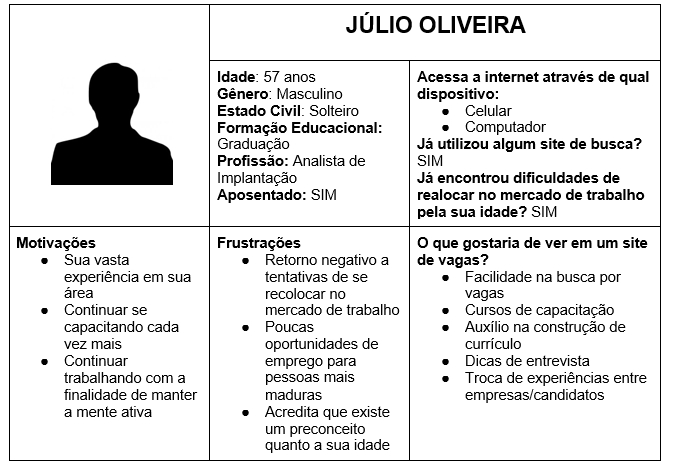 JÚLIO OLIVEIRA
Idade: 57 anos
Gênero: Masculino
Estado Civil: Solteiro
Formação Educacional:
Graduação
Profissão: Analista de
Implantação
Aposentado: SIM
Acessa a internet através de qual
dispositivo:
● Celular
● Computador
Já utilizou algum site de busca?
SIM
Já encontrou dificuldades de
realocar no mercado de trabalho
pela sua idade? SIM
Motivações
● Sua vasta
experiência em sua
área
● Continuar se
capacitando cada
vez mais
● Continuar
trabalhando com a
finalidade de manter
a mente ativa
Frustrações
● Retorno negativo a
tentativas de se
recolocar no
mercado de trabalho
● Poucas
oportunidades de
emprego para
pessoas mais
maduras
● Acredita que existe
um preconceito
quanto a sua idade
O que gostaria de ver em um site
de vagas?
● Facilidade na busca por
vagas
● Cursos de capacitação
● Auxílio na construção de
currículo
● Dicas de entrevista
● Troca de experiências entre
empresas/candidatos